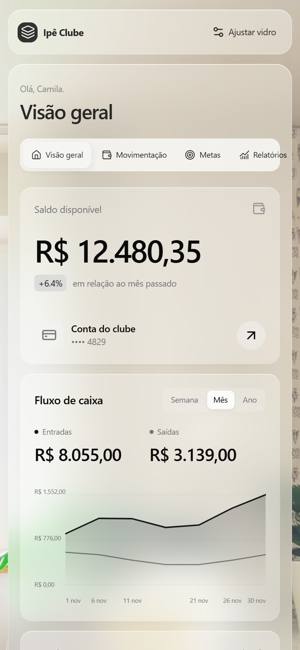 Ipê Clube
Ajustar vidro
Olá, Camila.
Visão geral
Visão geral
Movimentação
Metas
Relatórios
Saldo disponível
R$ 12.480,35
+6.4%
em relação ao mês passado
Conta do clube
•••• 4829
Fluxo de caixa
Semana
Mês
Ano
Entradas
Saídas
R$ 8.055,00
R$ 3.139,00
R$ 1.552,00
R$ 776,00
R$ 0,00
1 nov
6 nov
11 nov
21 nov
26 nov
30 nov